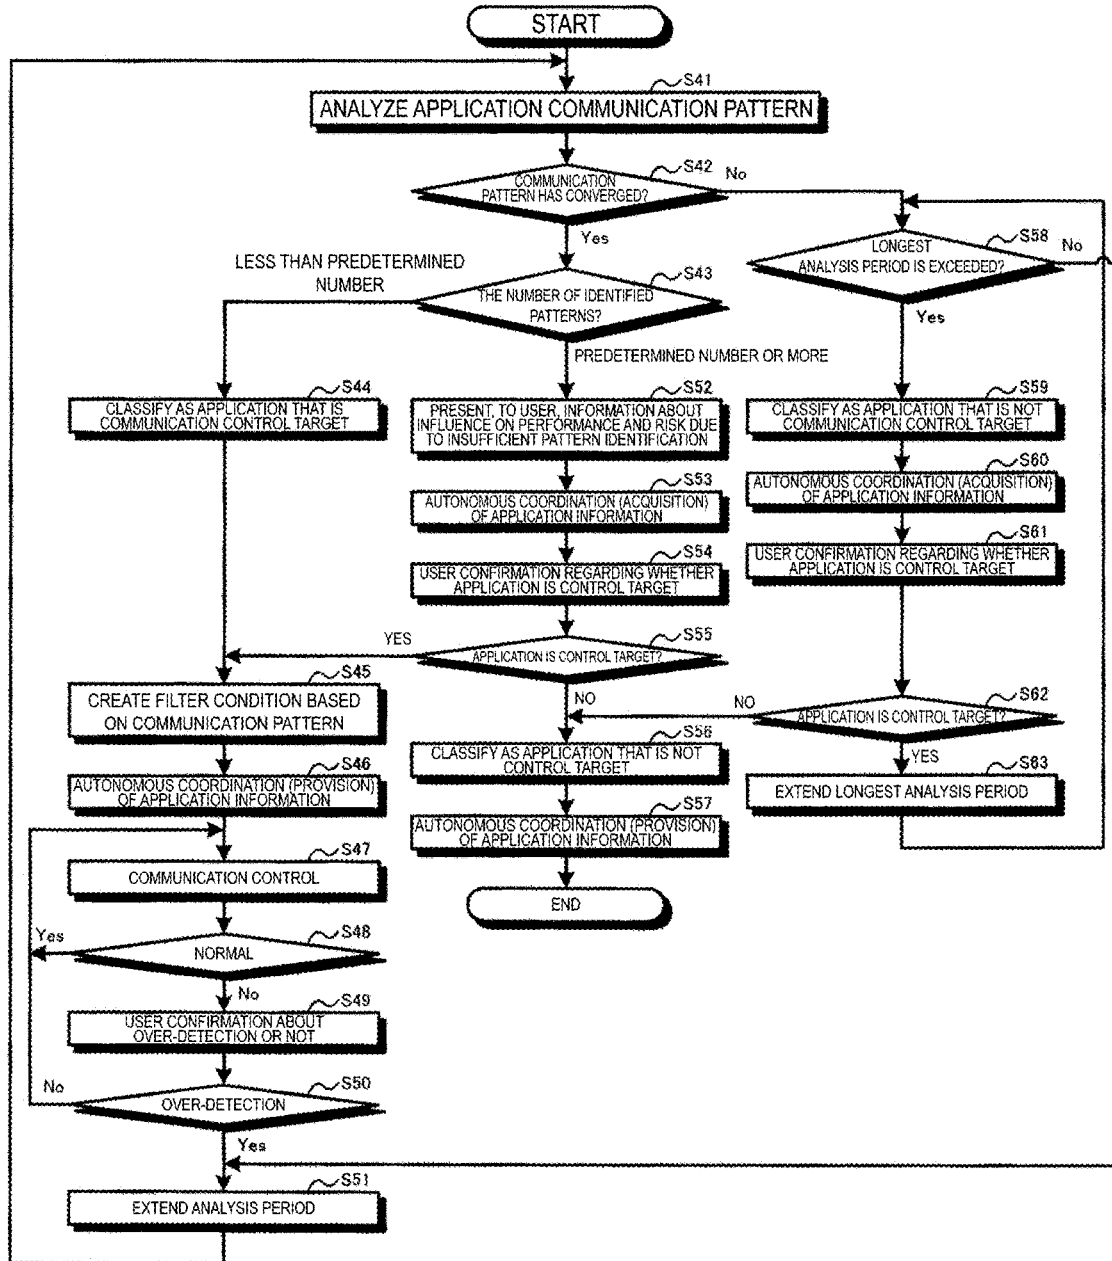 START
S41
ANALYZE APPLICATION COMMUNICATION PATTERN
S42
COMMUNICATION
PATTERN HAS CONVERGED?
No
Yes
S58
LONGEST
ANALYSIS PERIOD IS EXCEEDED?
No
Yes
LESS THAN PREDETERMINED
NUMBER
S43
THE NUMBER OF IDENTIFIED
PATTERNS?
PREDETERMINED NUMBER OR MORE
S44
CLASSIFY AS APPLICATION THAT IS
COMMUNICATION CONTROL TARGET
S52
PRESENT, TO USER, INFORMATION ABOUT
INFLUENCE ON PERFORMANCE AND RISK DUE
TO INSUFFICIENT PATTERN IDENTIFICATION
S59
CLASSIFY AS APPLICATION THAT IS NOT
COMMUNICATION CONTROL TARGET
S53
AUTONOMOUS COORDINATION (ACQUISITION)
OF APPLICATION INFORMATION
S60
AUTONOMOUS COORDINATION (ACQUISITION)
OF APPLICATION INFORMATION
S54
USER CONFIRMATION REGARDING WHETHER
APPLICATION IS CONTROL TARGET
S61
USER CONFIRMATION REGARDING WHETHER
APPLICATION IS CONTROL TARGET
S55
APPLICATION IS CONTROL TARGET?
YES
NO
S45
CREATE FILTER CONDITION BASED
ON COMMUNICATION PATTERN
S62
APPLICATION IS CONTROL TARGET?
NO
YES
S56
CLASSIFY AS APPLICATION THAT IS NOT
CONTROL TARGET
S46
AUTONOMOUS COORDINATION (PROVISION)
OF APPLICATION INFORMATION
S63
EXTEND LONGEST ANALYSIS PERIOD
S57
AUTONOMOUS COORDINATION (PROVISION)
OF APPLICATION INFORMATION
S47
COMMUNICATION CONTROL
END
S48
NORMAL
Yes
No
S49
USER CONFIRMATION ABOUT
OVER-DETECTION OR NOT
S50
OVER-DETECTION
No
Yes
S51
EXTEND ANALYSIS PERIOD